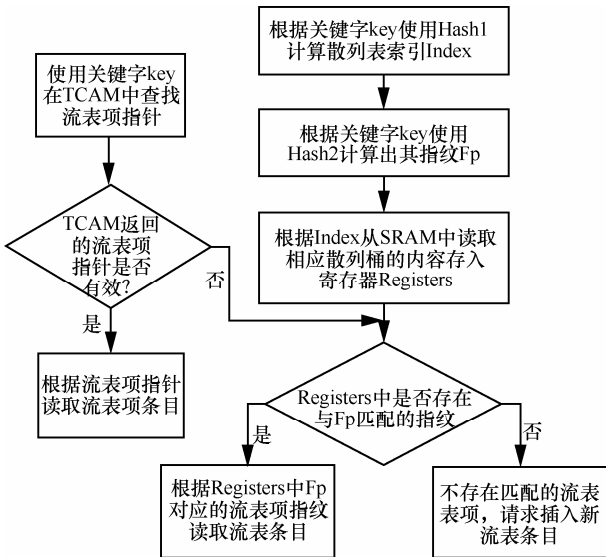 根据关键字key使用Hash1
计算散列表索引Index
使用关键字key
在TCAM中查找
流表项指针
根据关键字key使用
Hash2计算出其指纹Fp
TCAM返回
的流表项
指针是否
有效?
根据Index从SRAM中读取
相应散列桶的内容存入
寄存器Registers
否
是
根据流表项指针
读取流表项条目
Registers中是否存在
与Fp匹配的指纹
是
否
根据Registers中Fp
对应的流表项指纹
读取流表条目
不存在匹配的流表
表项，请求插入新
流表条目